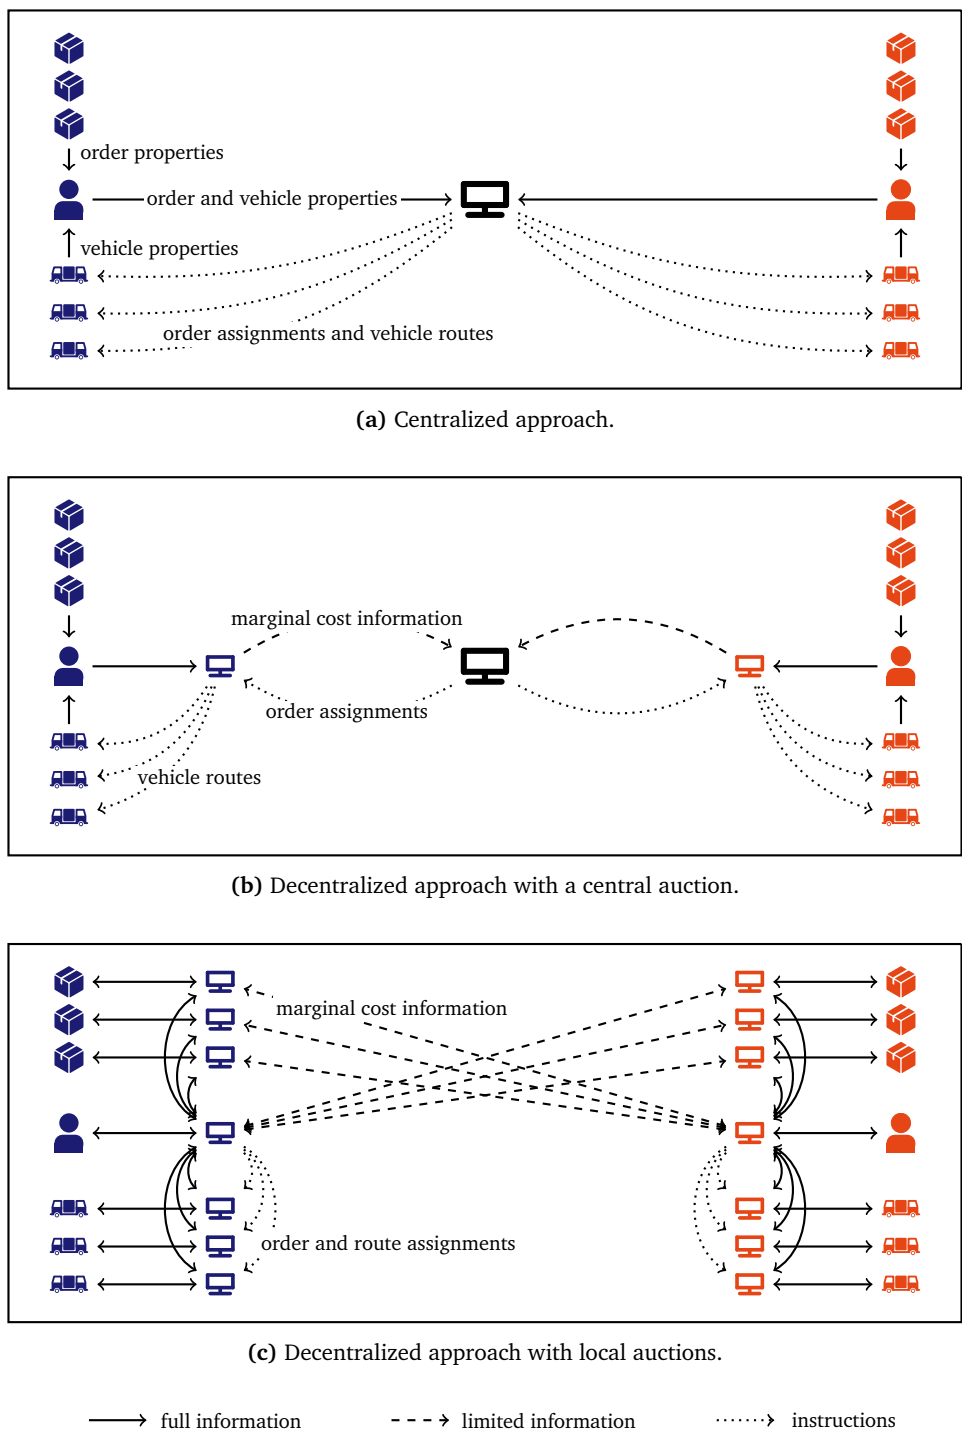 order properties
order and vehicle properties
vehicle properties
order assignments and vehicle routes
(a) Centralized approach.
marginal cost information
order assignments
vehicle routes
(b) Decentralized approach with a central auction.
marginal cost information
order and route assignments
(c) Decentralized approach with local auctions.
full information
limited information
instructions